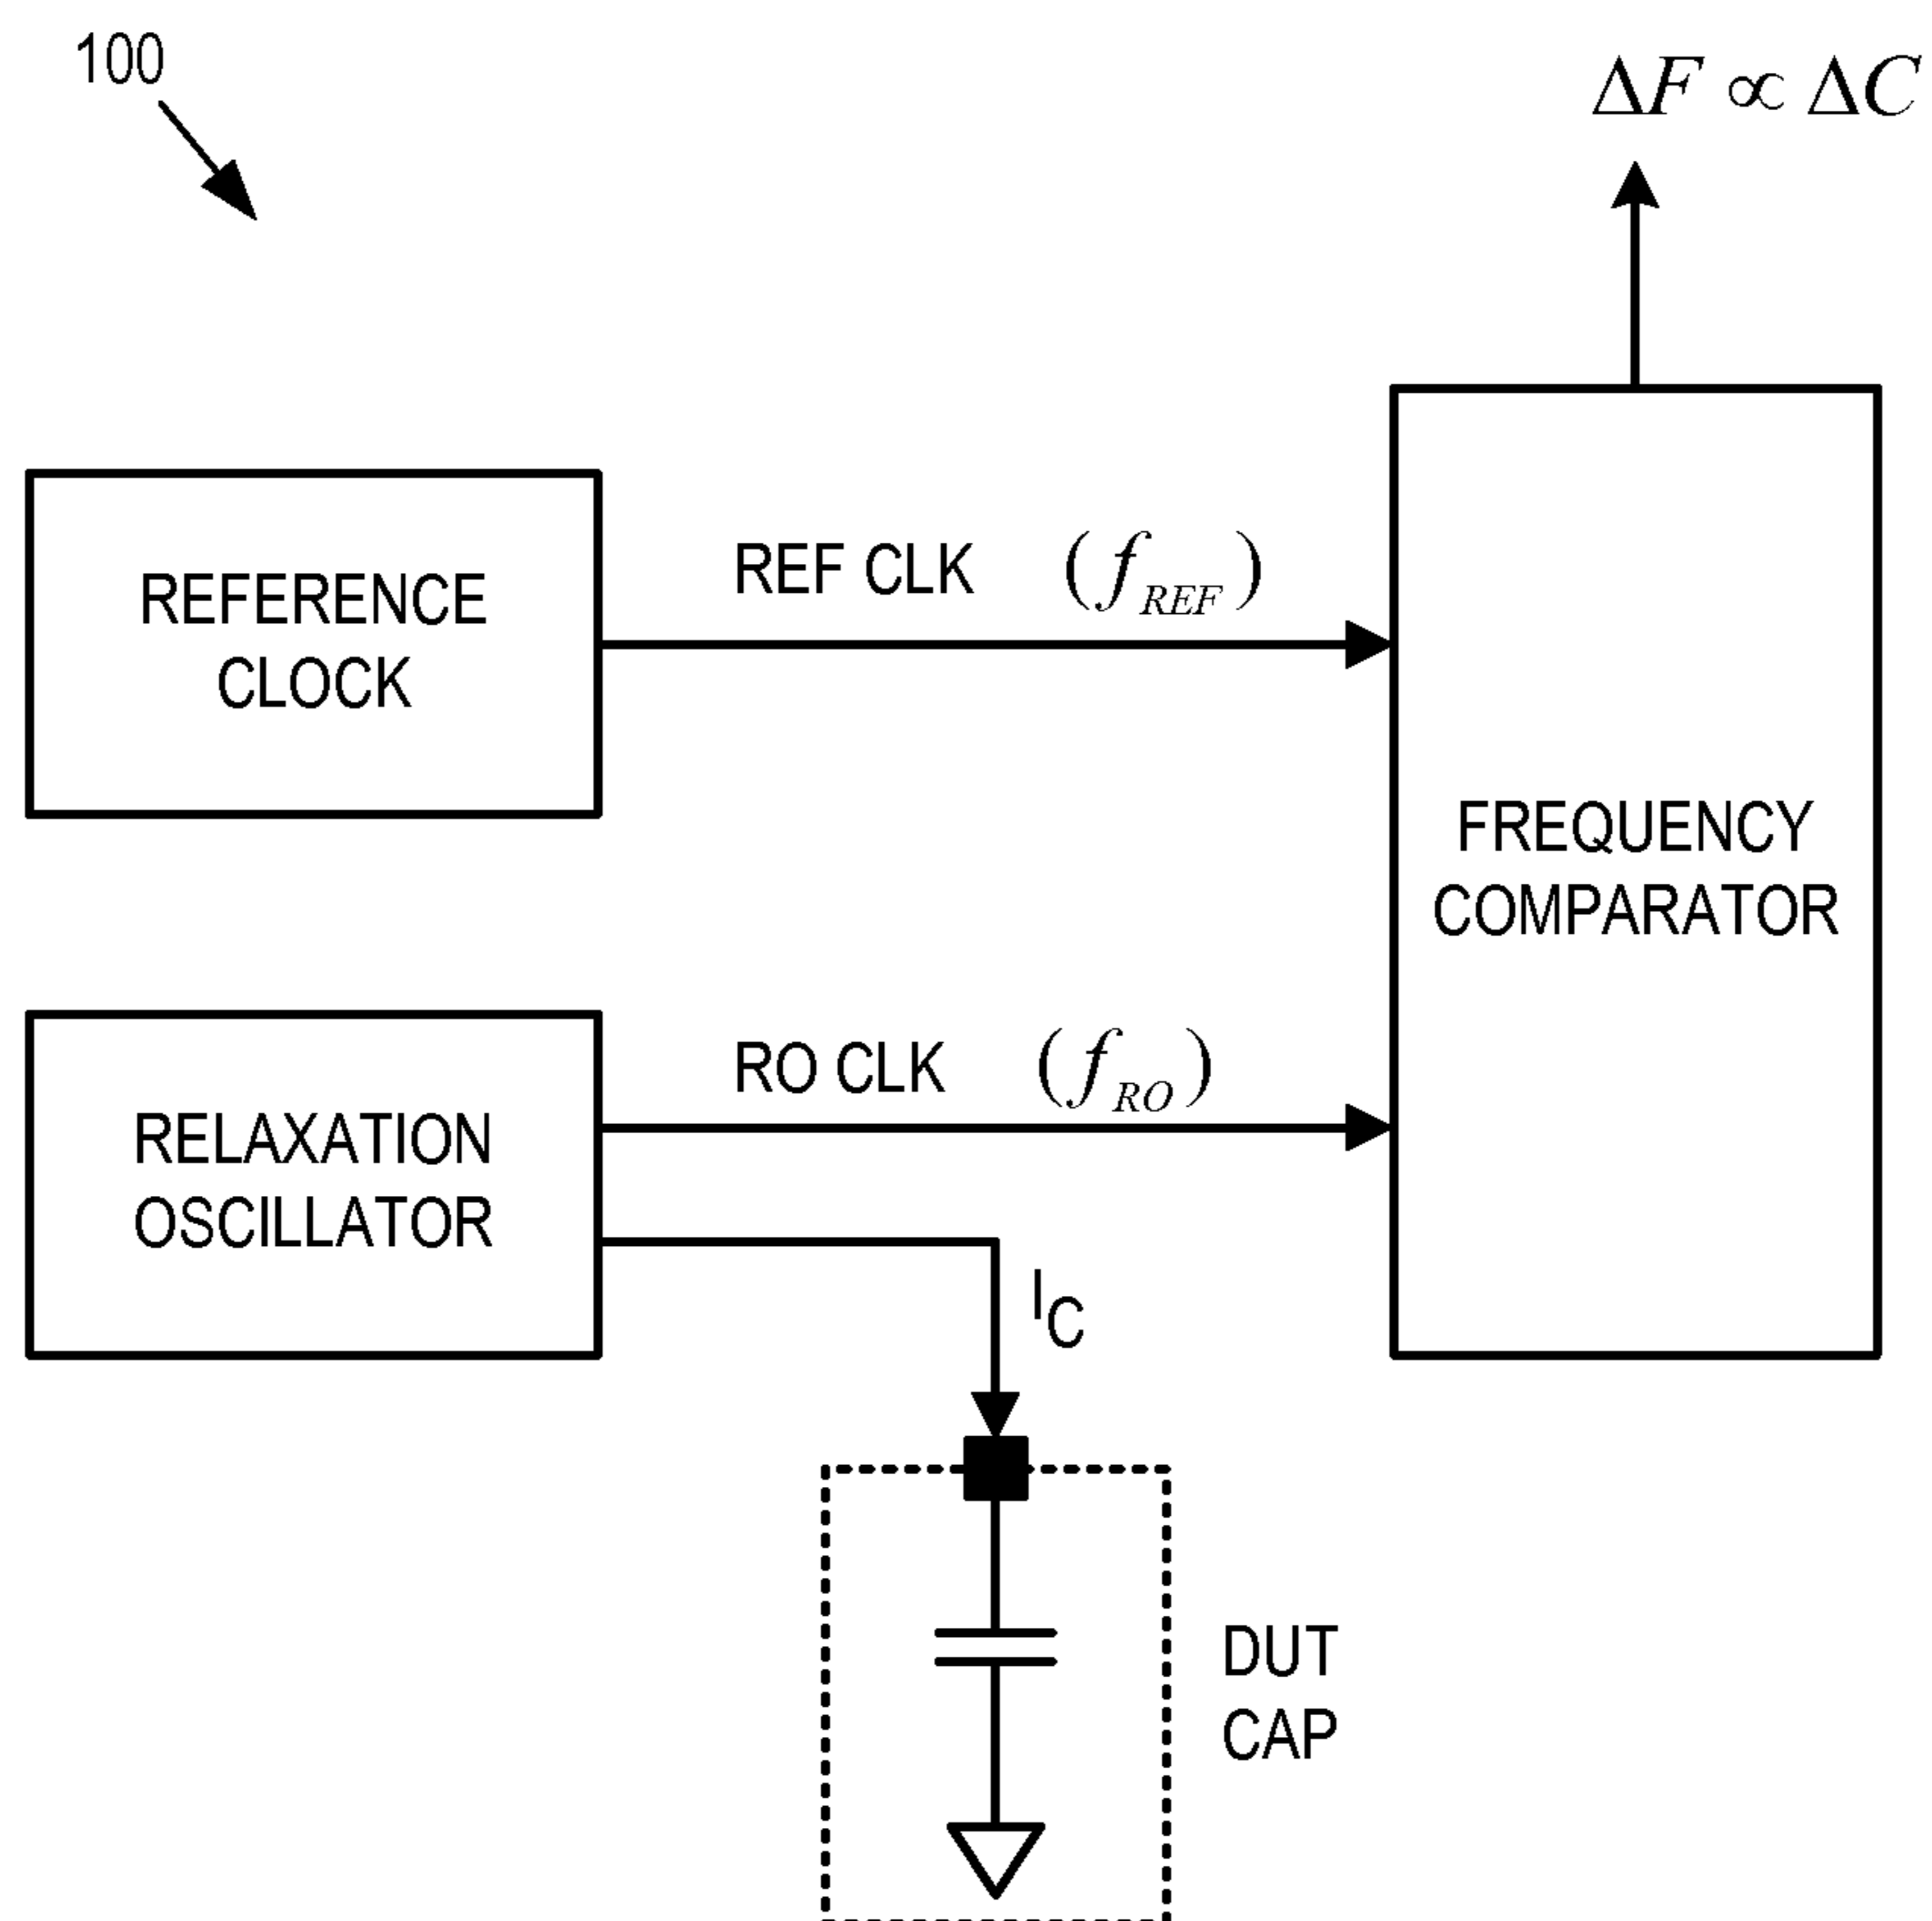 100
ΔF ∝ ΔC
REFERENCE
CLOCK
REF CLK (f_REF)
FREQUENCY
COMPARATOR
RELAXATION
OSCILLATOR
RO CLK (f_RO)
I_C
DUT
CAP